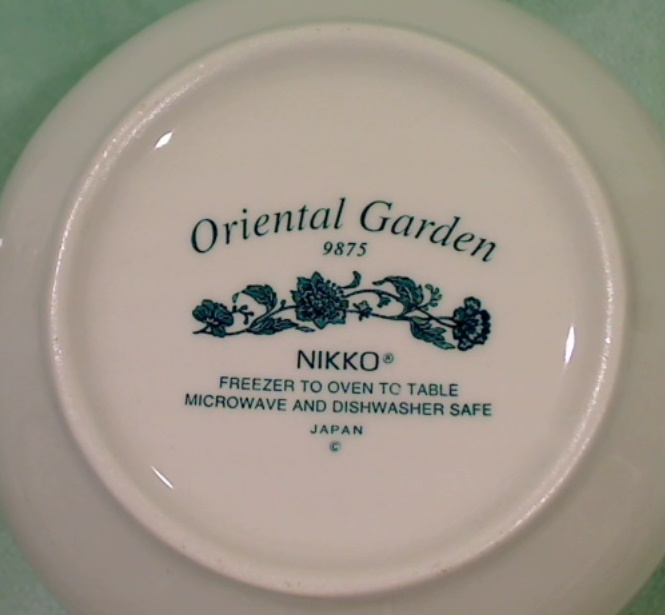 Oriental Garden
9875
NIKKO®
FREEZER TO OVEN TO TABLE
MICROWAVE AND DISHWASHER SAFE
JAPAN
©